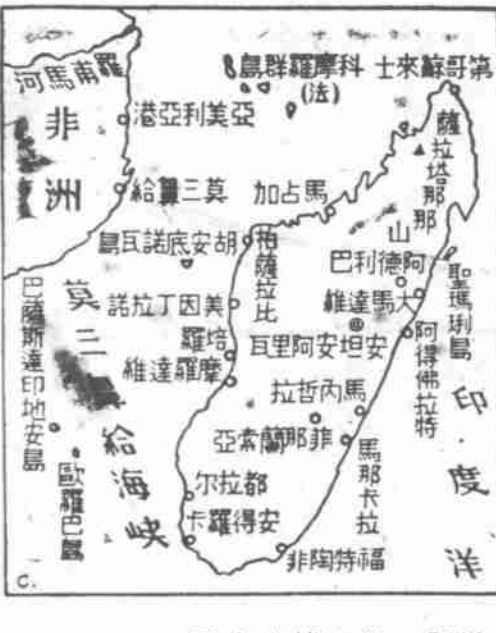 第哥蘇來士
科摩羅群島
(法)
羅甫馬河
非洲
亞美利亞港
薩拉塔那那山
莫三鼻給
馬占加
胡安底諾瓦島
柏薩拉比
阿德利巴
聖瑪琍島
美因丁拉諾
大馬達維
培羅
安坦安阿里瓦
阿得佛拉特
摩羅達維
馬內哲拉
菲那蘭索亞
馬那卡拉
都拉尔
安得羅卡
福特陶非
莫三鼻給海峽
巴薩斯達印地安島
歐羅巴島
印度洋
C.